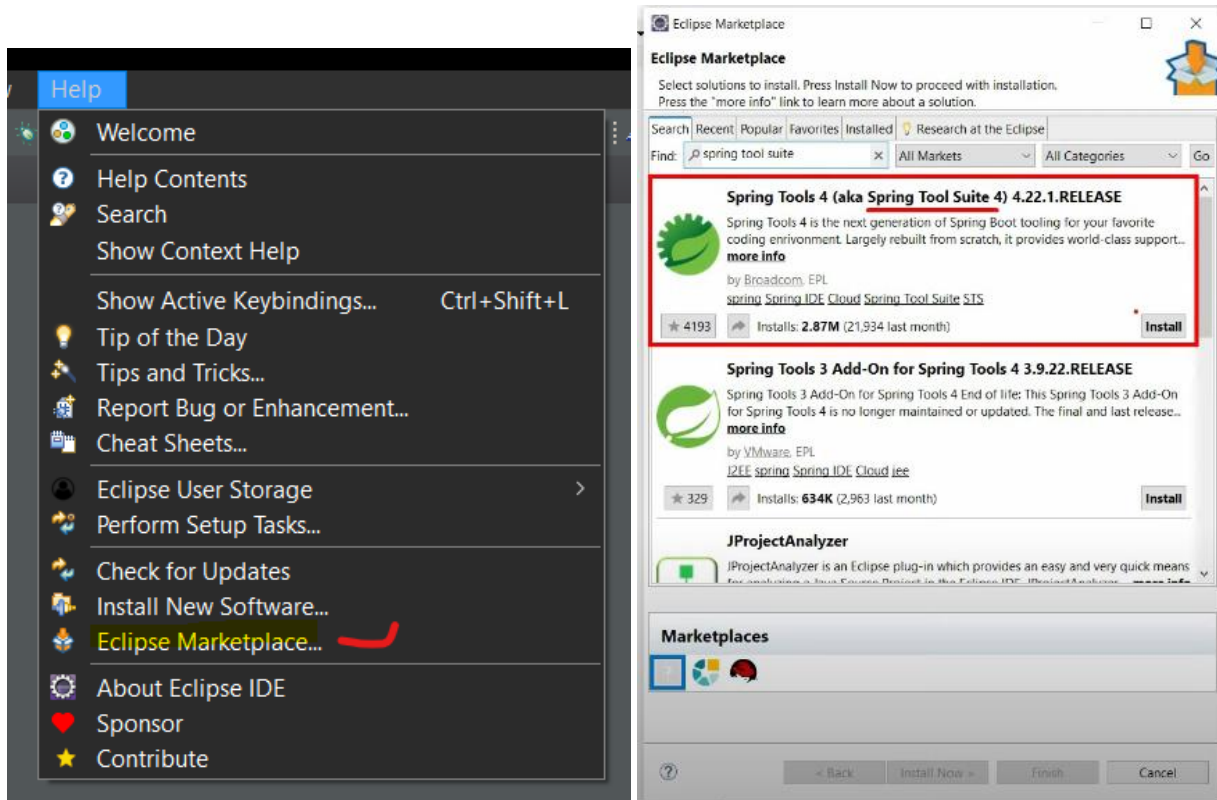 Help
Welcome
Help Contents
Search
Show Context Help
Show Active Keybindings... Ctrl+Shift+L
Tip of the Day
Tips and Tricks...
Report Bug or Enhancement...
Cheat Sheets...
Eclipse User Storage
Perform Setup Tasks...
Check for Updates
Install New Software...
Eclipse Marketplace...
About Eclipse IDE
Sponsor
Contribute
Eclipse Marketplace
Eclipse Marketplace
Select solutions to install. Press Install Now to proceed with installation.
Press the "more info" link to learn more about a solution.
Search Recent Popular Favorites Installed Research at the Eclipse
Find: spring tool suite All Markets All Categories Go
Spring Tools 4 (aka Spring Tool Suite 4) 4.22.1.RELEASE
Spring Tools 4 is the next generation of Spring Boot tooling for your favorite
coding enrivonment. Largely rebuilt from scratch, it provides world-class support...
more info
by Broadcom, EPL
spring Spring IDE Cloud Spring Tool Suite STS
4193 Installs: 2.87M (21,934 last month) Install
Spring Tools 3 Add-On for Spring Tools 4 3.9.22.RELEASE
Spring Tools 3 Add-On for Spring Tools 4 End of life: This Spring Tools 3 Add-On
for Spring Tools 4 is no longer maintained or updated. The final and last release...
more info
by VMware, EPL
J2EE spring Spring IDE Cloud jee
329 Installs: 634K (2,963 last month) Install
JProjectAnalyzer
JProjectAnalyzer is an Eclipse plug-in which provides an easy and very quick means
for analyzing a Java Source Project in the Eclipse IDE. JProjectAnalyzer... more info
Marketplaces
< Back Install Now > Finish Cancel